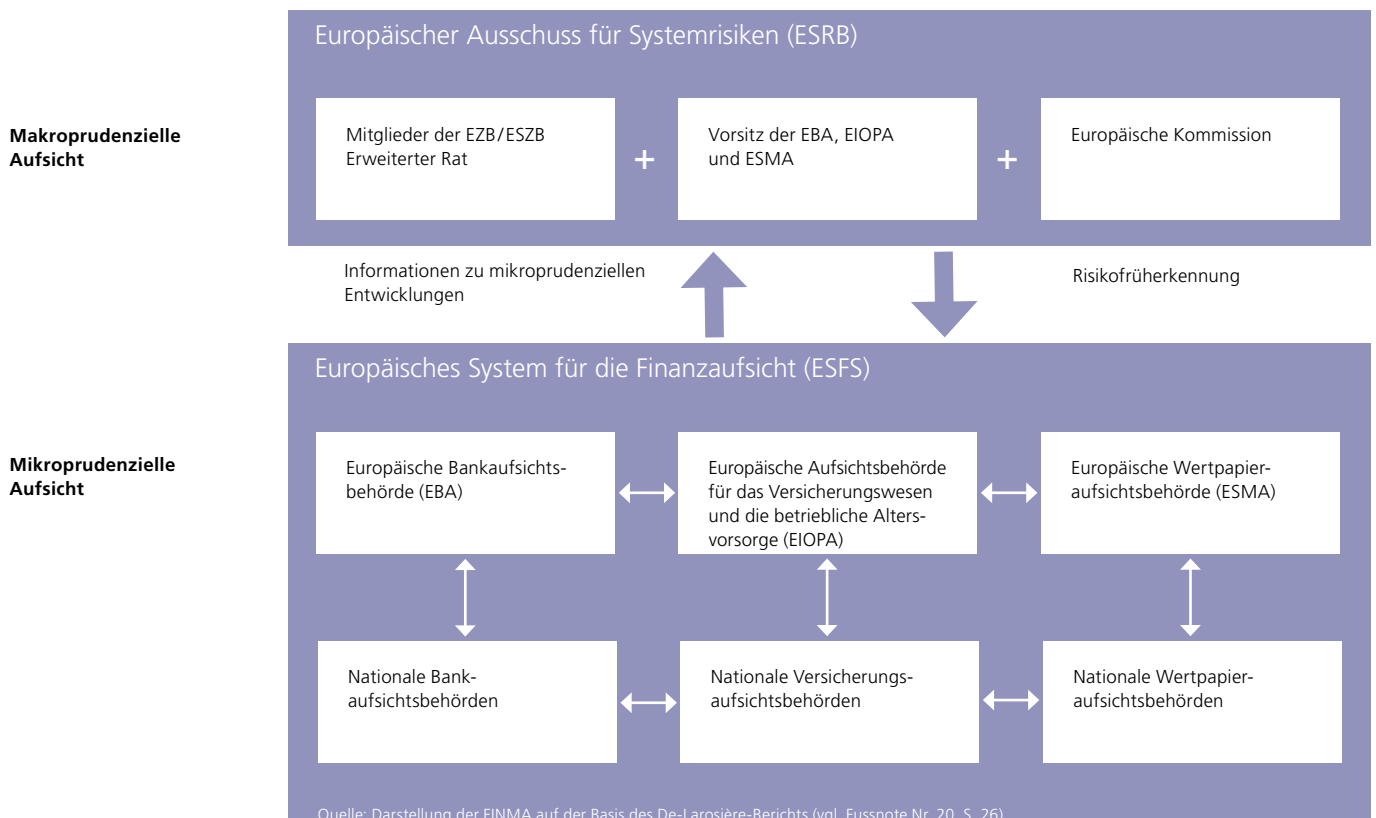 Europäischer Ausschuss für Systemrisiken (ESRB)
Makroprudenzielle
Aufsicht
Mitglieder der EZB/ESZB
Erweiterter Rat
+
Vorsitz der EBA, EIOPA
und ESMA
+
Europäische Kommission
Informationen zu mikroprudenziellen
Entwicklungen
Risikofrüherkennung
Europäisches System für die Finanzaufsicht (ESFS)
Mikroprudenzielle
Aufsicht
Europäische Bankaufsichts-
behörde (EBA)
Europäische Aufsichtsbehörde
für das Versicherungswesen
und die betriebliche Alters-
vorsorge (EIOPA)
Europäische Wertpapier-
aufsichtsbehörde (ESMA)
Nationale Bank-
aufsichtsbehörden
Nationale Versicherungs-
aufsichtsbehörden
Nationale Wertpapier-
aufsichtsbehörden
Quelle: Darstellung der FINMA auf der Basis des De-Larosière-Berichts (vgl. Fussnote Nr. 20, S. 26)